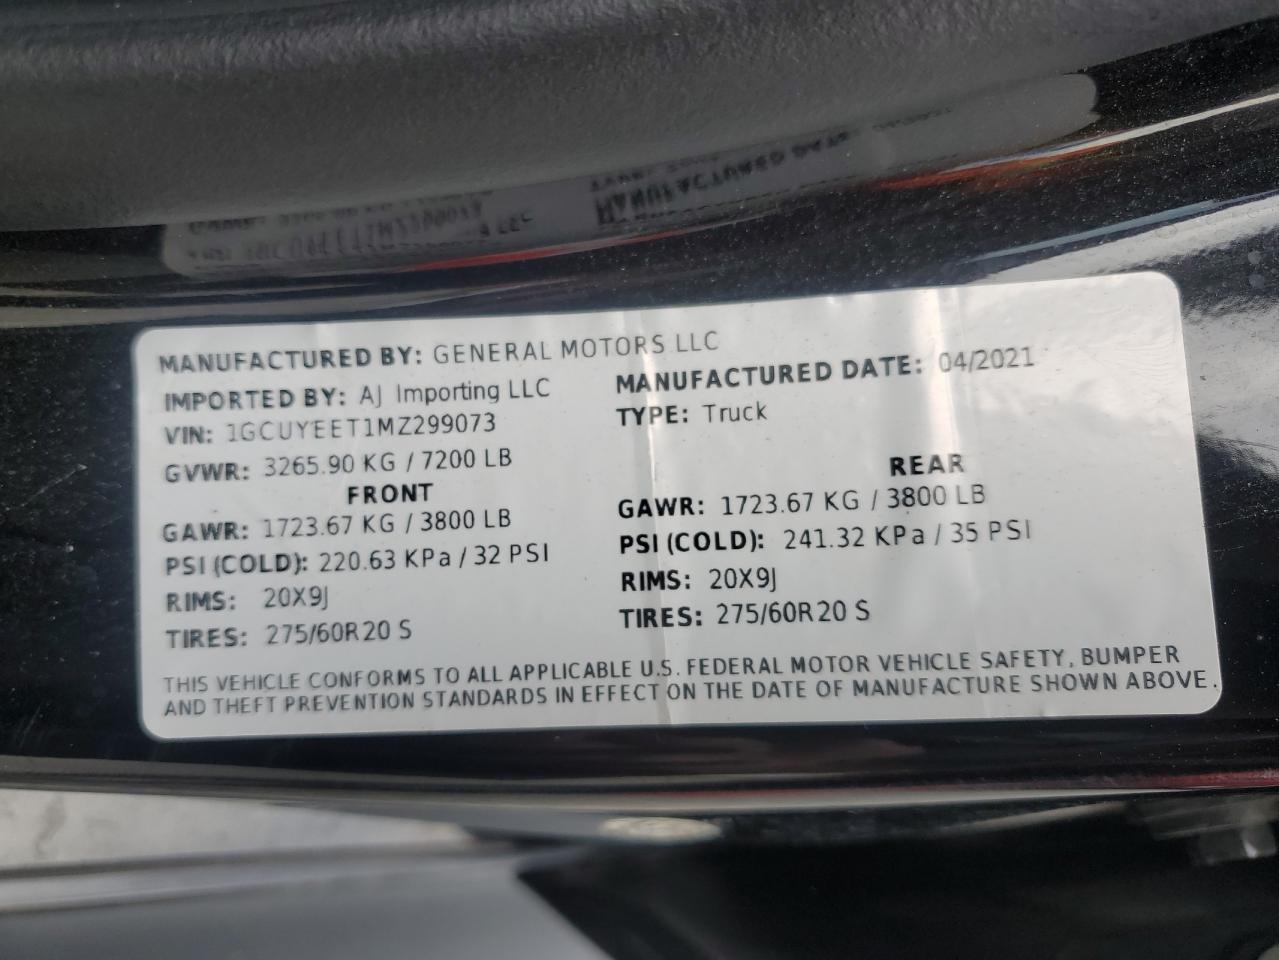 MANUFACTURED BY: GENERAL MOTORS LLC
IMPORTED BY: AJ Importing LLC
MANUFACTURED DATE: 04/2021
VIN: 1GCUYEET1MZ299073
TYPE: Truck
GVWR: 3265.90 KG / 7200 LB
FRONT
REAR
GAWR: 1723.67 KG / 3800 LB
GAWR: 1723.67 KG / 3800 LB
PSI (COLD): 220.63 KPa / 32 PSI
PSI (COLD): 241.32 KPa / 35 PSI
RIMS: 20X9J
RIMS: 20X9J
TIRES: 275/60R20 S
TIRES: 275/60R20 S
THIS VEHICLE CONFORMS TO ALL APPLICABLE U.S. FEDERAL MOTOR VEHICLE SAFETY, BUMPER
AND THEFT PREVENTION STANDARDS IN EFFECT ON THE DATE OF MANUFACTURE SHOWN ABOVE.